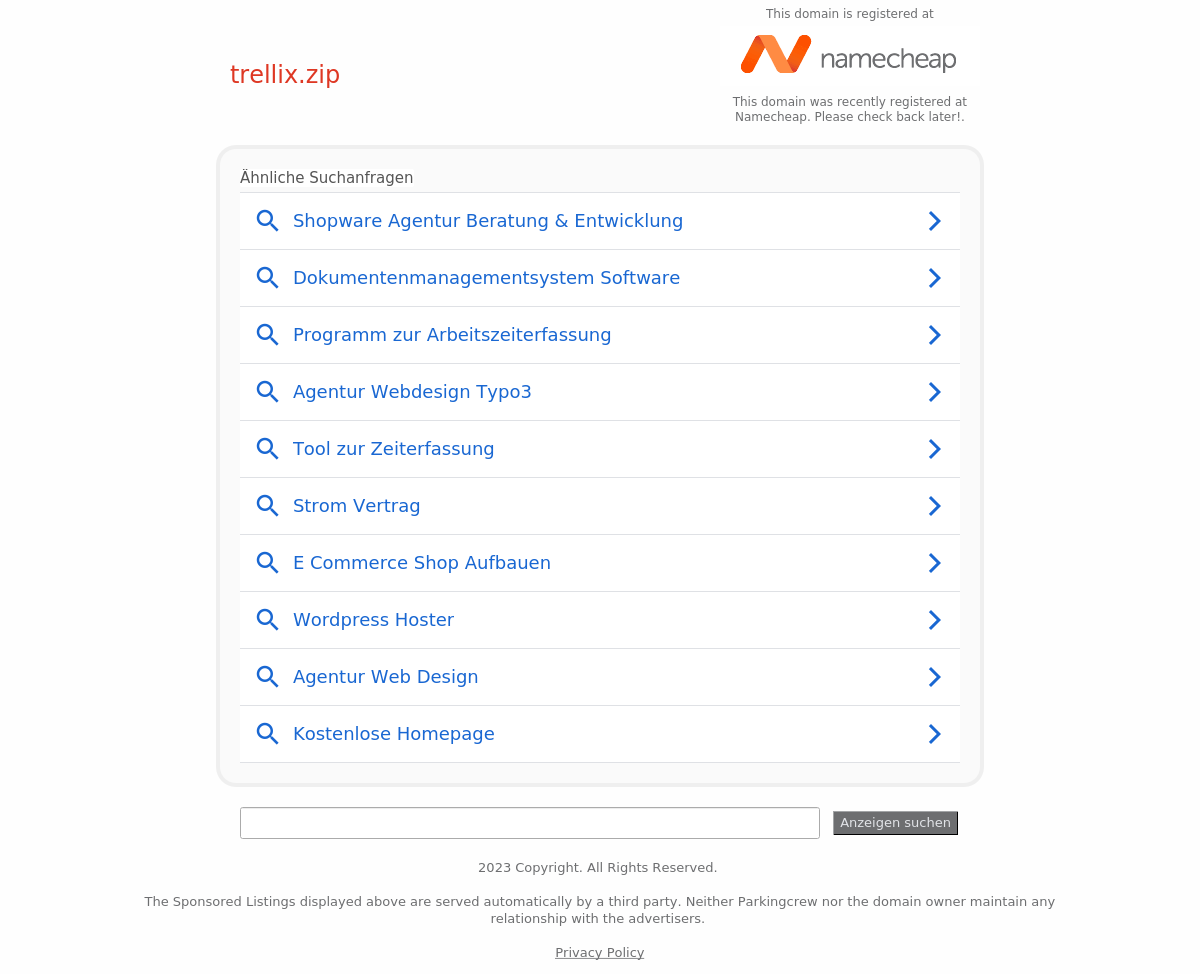 This domain is registered at
namecheap
trellix.zip
This domain was recently registered at
Namecheap. Please check back later!.
Ähnliche Suchanfragen
Shopware Agentur Beratung & Entwicklung
Dokumentenmanagementsystem Software
Programm zur Arbeitszeiterfassung
Agentur Webdesign Typo3
Tool zur Zeiterfassung
Strom Vertrag
E Commerce Shop Aufbauen
Wordpress Hoster
Agentur Web Design
Kostenlose Homepage
Anzeigen suchen
2023 Copyright. All Rights Reserved.
The Sponsored Listings displayed above are served automatically by a third party. Neither Parkingcrew nor the domain owner maintain any
relationship with the advertisers.
Privacy Policy